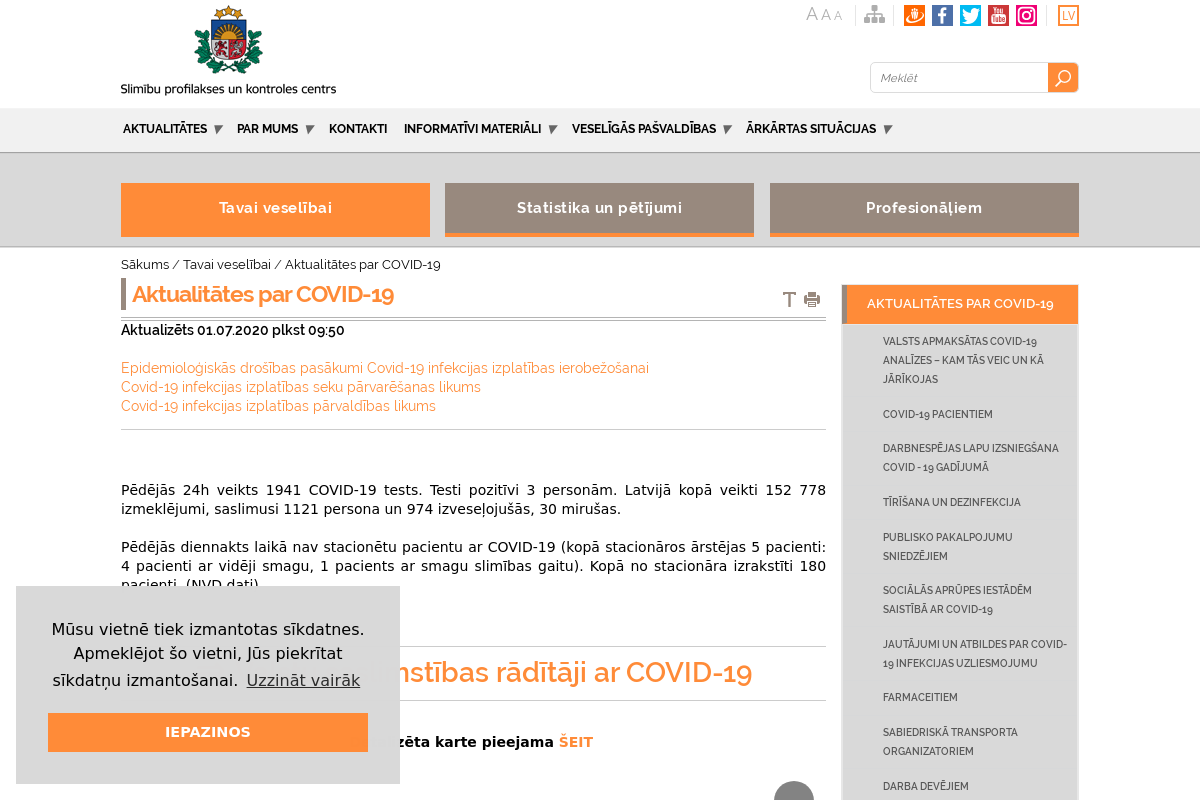 A A A
LV
Slimību profilakses un kontroles centrs
Meklēt
AKTUALITĀTES PAR MUMS KONTAKTI INFORMATĪVI MATERIĀLI VESELĪGĀS PAŠVALDĪBAS ĀRKĀRTAS SITUĀCIJAS
Tavai veselībai Statistika un pētījumi Profesionāļiem
Sākums / Tavai veselībai / Aktualitātes par COVID-19
Aktualitātes par COVID-19
Aktualizēts 01.07.2020 plkst 09:50
Epidemioloģiskās drošības pasākumi Covid-19 infekcijas izplatības ierobežošanai
Covid-19 infekcijas izplatības seku pārvarēšanas likums
Covid-19 infekcijas izplatības pārvaldības likums
Pēdējās 24h veikts 1941 COVID-19 tests. Testi pozitīvi 3 personām. Latvijā kopā veikti 152 778
izmeklējumi, saslimusi 1121 persona un 974 izveseļojušās, 30 mirušas.
Pēdējās diennakts laikā nav stacionētu pacientu ar COVID-19 (kopā stacionāros ārstējas 5 pacienti:
4 pacienti ar vidēji smagu, 1 pacients ar smagu slimības gaitu). Kopā no stacionāra izrakstīti 180
pacienti. (NVD dati)
rādītāji ar COVID-19
karte pieejama ŠEIT
Mūsu vietnē tiek izmantotas sīkdatnes.
Apmeklējot šo vietni, Jūs piekrītat
sīkdatņu izmantošanai. Uzzināt vairāk
IEPAZINOS
AKTUALITĀTES PAR COVID-19
VALSTS APMAKSĀTAS COVID-19
ANALĪZES – KAM TĀS VEIC UN KĀ
JĀRĪKOJAS
COVID-19 PACIENTIEM
DARBNESPĒJAS LAPU IZSNIEGŠANA
COVID - 19 GADĪJUMĀ
TĪRĪŠANA UN DEZINFEKCIJA
PUBLISKO PAKALPOJUMU
SNIEDZĒJIEM
SOCIĀLĀS APRŪPES IESTĀDĒM
SAISTĪBĀ AR COVID-19
JAUTĀJUMI UN ATBILDES PAR COVID-
19 INFEKCIJAS UZLIESMOJUMU
FARMACEITIEM
SABIEDRISKĀ TRANSPORTA
ORGANIZATORIEM
DARBA DEVĒJIEM